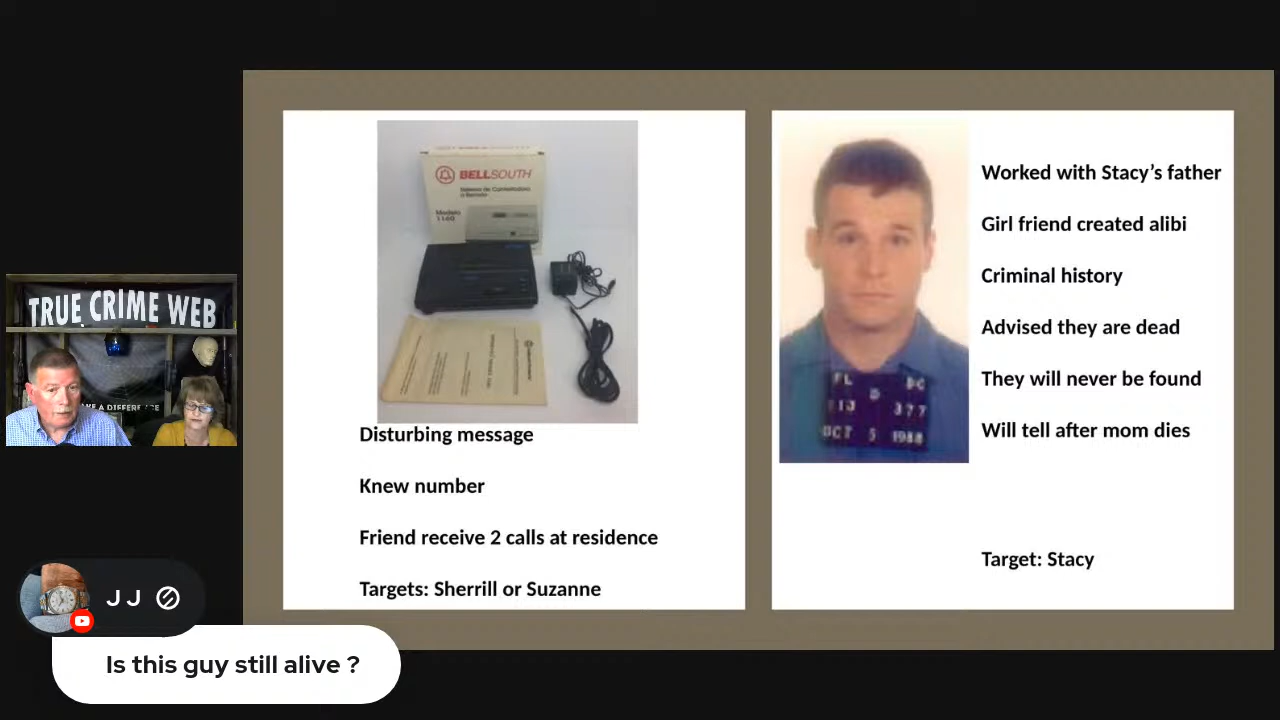 BELLSOUTH
Modelo
1160
Disturbing message
Knew number
Friend receive 2 calls at residence
Targets: Sherrill or Suzanne
Worked with Stacy’s father
Girl friend created alibi
Criminal history
Advised they are dead
They will never be found
Will tell after mom dies
FL DC
377
OCT 5 1988
Target: Stacy
TRUE CRIME WEB
J J
Is this guy still alive ?